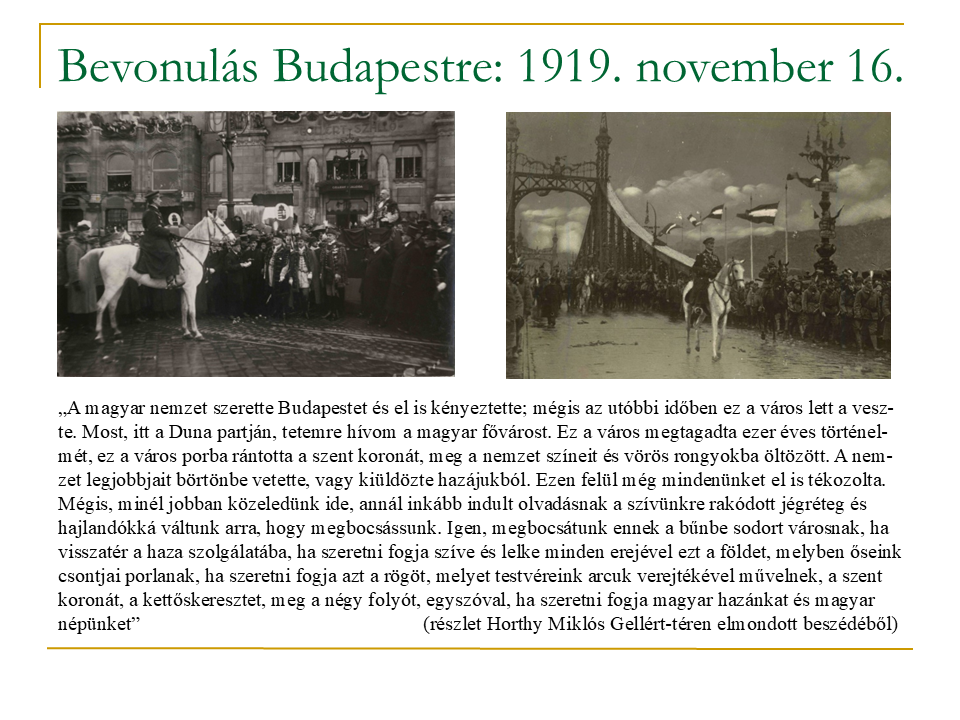 Bevonulás Budapestre: 1919. november 16.
„A magyar nemzet szerette Budapestet és el is kényeztette; mégis az utóbbi időben ez a város lett a vesz-
te. Most, itt a Duna partján, tetemre hívom a magyar fővárost. Ez a város megtagadta ezer éves történel-
mét, ez a város porba rántotta a szent koronát, meg a nemzet színeit és vörös rongyokba öltözött. A nem-
zet legjobbjait börtönbe vetette, vagy kiüldözte hazájukból. Ezen felül még mindenünket el is tékozolta.
Mégis, minél jobban közeledünk ide, annál inkább indult olvadásnak a szívünkre rakódott jégréteg és
hajlandókká váltunk arra, hogy megbocsássunk. Igen, megbocsátunk ennek a bűnbe sodort városnak, ha
visszatér a haza szolgálatába, ha szeretni fogja szíve és lelke minden erejével ezt a földet, melyben őseink
csontjai porlanak, ha szeretni fogja azt a rögöt, melyet testvéreink arcuk verejtékével művelnek, a szent
koronát, a kettőskeresztet, meg a négy folyót, egyszóval, ha szeretni fogja magyar hazánkat és magyar
népünket” (részlet Horthy Miklós Gellért-téren elmondott beszédéből)